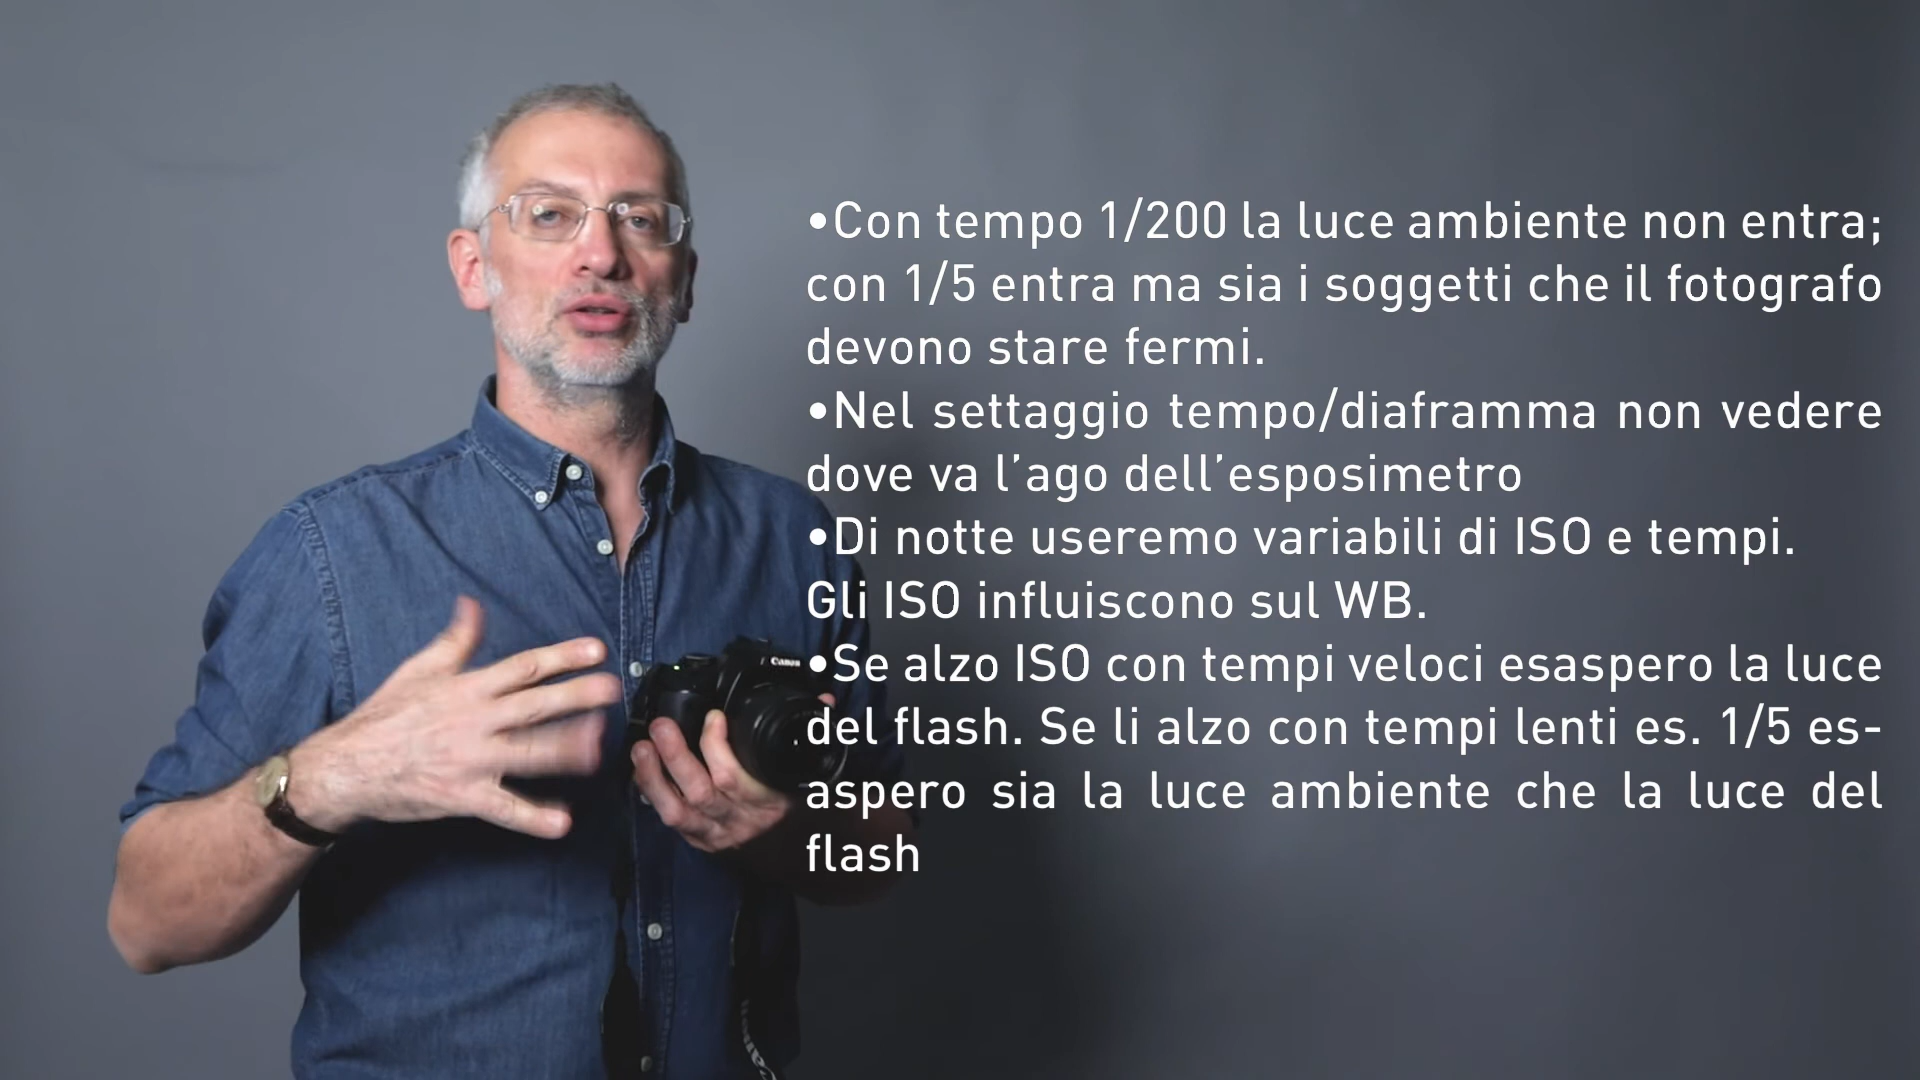 •Con tempo 1/200 la luce ambiente non entra;
con 1/5 entra ma sia i soggetti che il fotografo
devono stare fermi.
•Nel settaggio tempo/diaframma non vedere
dove va l'ago dell'esposimetro
•Di notte useremo variabili di ISO e tempi.
Gli ISO influiscono sul WB.
•Se alzo ISO con tempi veloci esaspero la luce
del flash. Se li alzo con tempi lenti es. 1/5 es-
aspero sia la luce ambiente che la luce del
flash
Canon